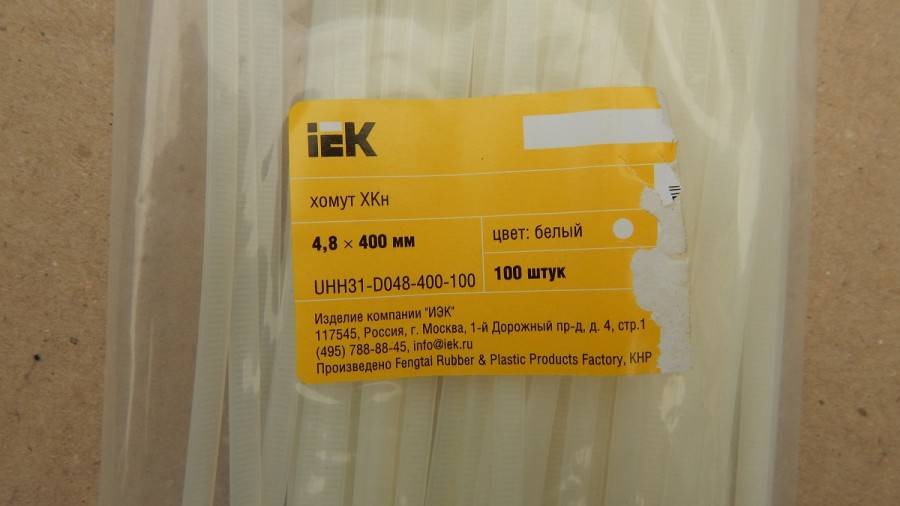 iEK
хомут ХКн
4,8 × 400 мм
цвет: белый
UHH31-D048-400-100
100 штук
Изделие компании "ИЭК"
117545, Россия, г. Москва, 1-й Дорожный пр-д, д. 4, стр.1
(495) 788-88-45, info@iek.ru
Произведено Fengtai Rubber & Plastic Products Factory, КНР